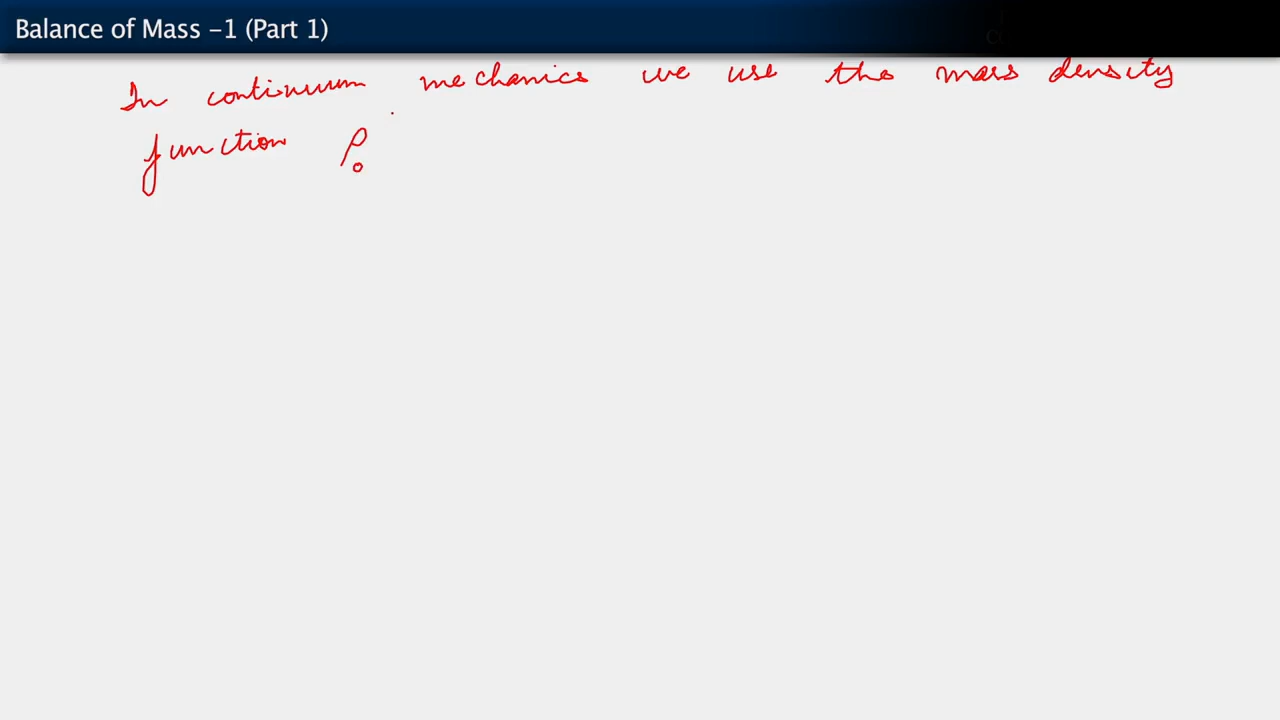 Balance of Mass -1 (Part 1)
In continuum mechanics we use the mass density
function ρ₀